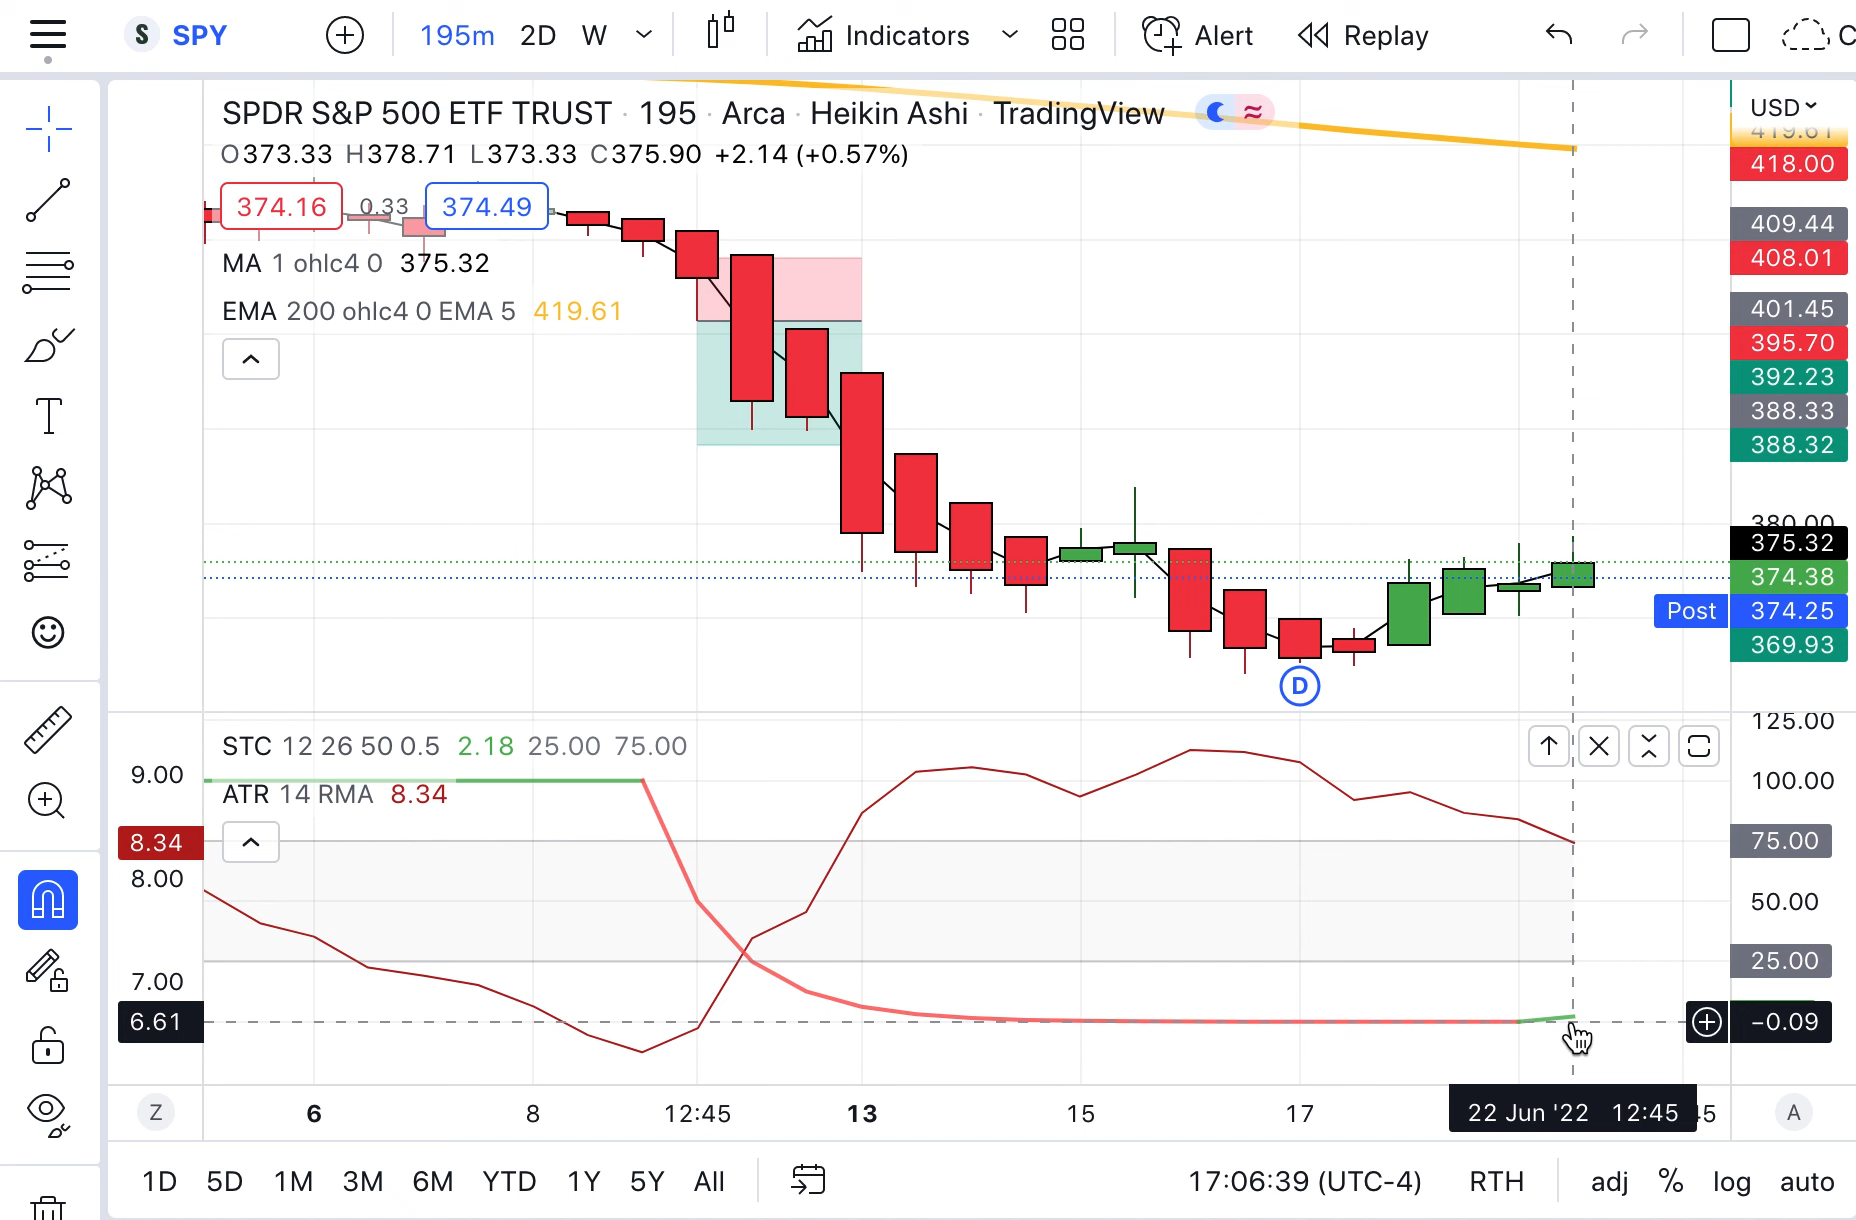 S SPY 195m 2D W Indicators Alert Replay
SPDR S&P 500 ETF TRUST · 195 · Arca · Heikin Ashi · TradingView ≈ USD
O373.33 H378.71 L373.33 C375.90 +2.14 (+0.57%)
374.16 0.33 374.49
MA 1 ohlc4 0 375.32
EMA 200 ohlc4 0 EMA 5 419.61
419.61
418.00
409.44
408.01
401.45
395.70
392.23
388.33
388.32
380.00
375.32
374.38
Post 374.25
369.93
D
STC 12 26 50 0.5 2.18 25.00 75.00
ATR 14 RMA 8.34
125.00
100.00
75.00
50.00
25.00
−0.09
9.00
8.34
8.00
7.00
6.61
Z 6 8 12:45 13 15 17 22 Jun '22 12:45 A
1D 5D 1M 3M 6M YTD 1Y 5Y All 17:06:39 (UTC-4) RTH adj % log auto